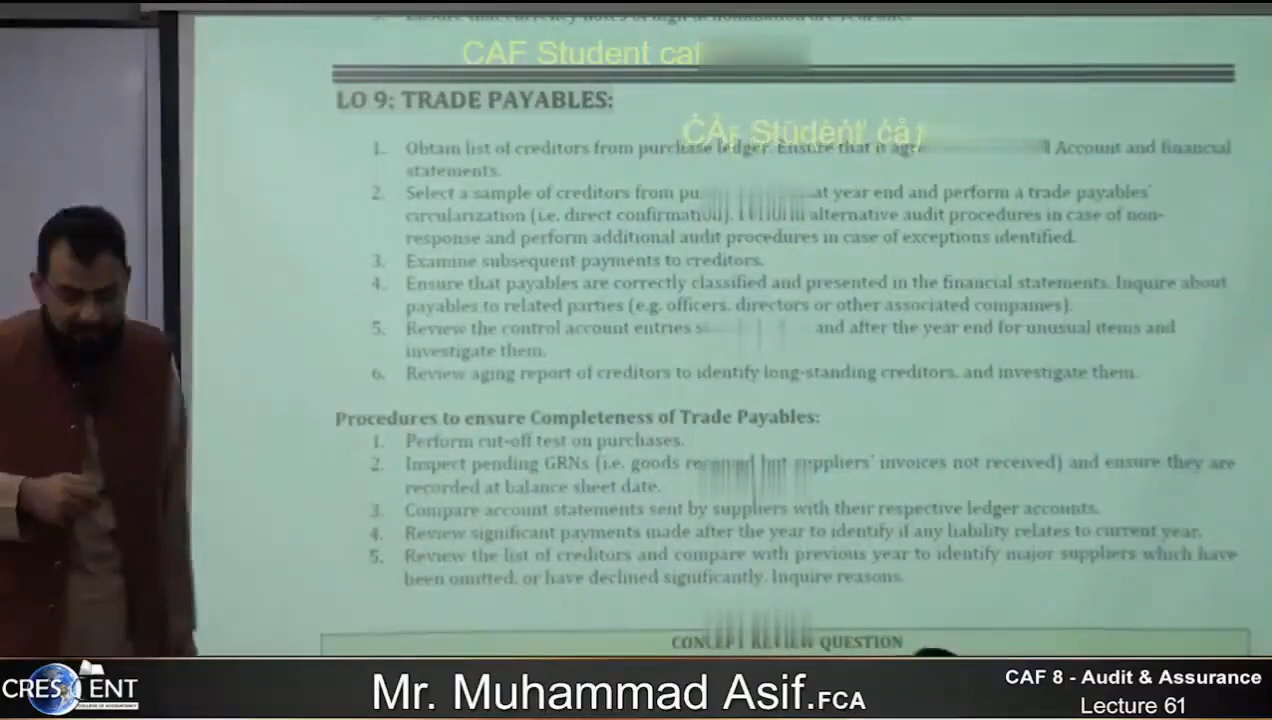 CAF Student cal
LO 9: TRADE PAYABLES:
CAF Student ca
1. Obtain list of creditors from purchase ledger. Ensure that it Account and financial
statements.
2. Select a sample of creditors from at year end and perform a trade payables'
circularization (i.e. direct confirmation). alternative audit procedures in case of non-
response and perform additional audit procedures in case of exceptions identified.
3. Examine subsequent payments to creditors.
4. Ensure that payables are correctly classified and presented in the financial statements. Inquire about
payables to related parties (e.g. officers, directors or other associated companies).
5. Review the control account entries and after the year end for unusual items and
investigate them.
6. Review aging report of creditors to identify long-standing creditors, and investigate them.
Procedures to ensure Completeness of Trade Payables:
1. Perform cut-off test on purchases.
2. Inspect pending GRNs (i.e. goods suppliers' invoices not received) and ensure they are
recorded at balance sheet date.
3. Compare account statements sent by suppliers with their respective ledger accounts.
4. Review significant payments made after the year to identify if any liability relates to current year.
5. Review the list of creditors and compare with previous year to identify major suppliers which have
been omitted, or have declined significantly. Inquire reasons.
CONCEPT REVIEW QUESTION
CRESCENT
COLLEGE OF ACCOUNTANCY
Mr. Muhammad Asif.FCA
CAF 8 - Audit & Assurance
Lecture 61